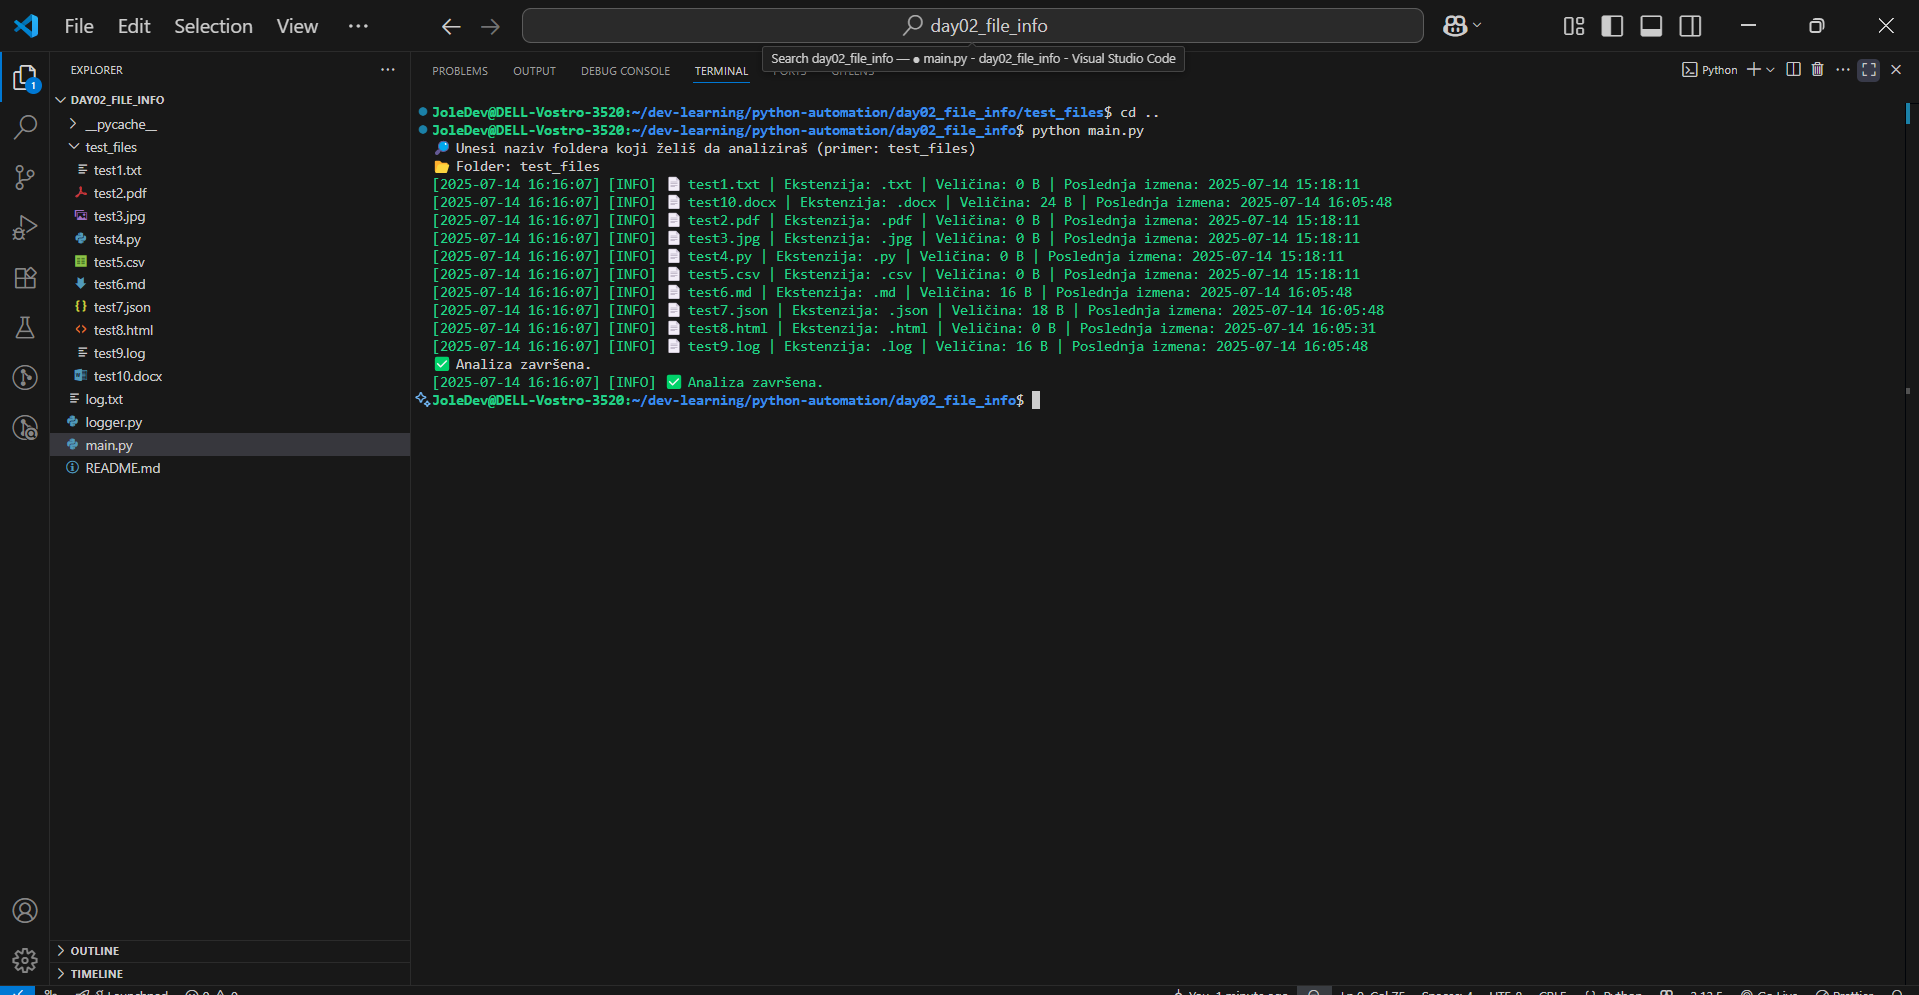 File Edit Selection View ···
day02_file_info
Search day02_file_info — ● main.py - day02_file_info - Visual Studio Code
EXPLORER
PROBLEMS OUTPUT DEBUG CONSOLE TERMINAL PORTS GITLENS
Python
1
DAY02_FILE_INFO
__pycache__
test_files
test1.txt
test2.pdf
test3.jpg
test4.py
test5.csv
test6.md
test7.json
test8.html
test9.log
test10.docx
log.txt
logger.py
main.py
README.md
OUTLINE
TIMELINE
JoleDev@DELL-Vostro-3520:~/dev-learning/python-automation/day02_file_info/test_files$ cd ..
JoleDev@DELL-Vostro-3520:~/dev-learning/python-automation/day02_file_info$ python main.py
🔎 Unesi naziv foldera koji želiš da analiziraš (primer: test_files)
📂 Folder: test_files
[2025-07-14 16:16:07] [INFO] 📄 test1.txt | Ekstenzija: .txt | Veličina: 0 B | Poslednja izmena: 2025-07-14 15:18:11
[2025-07-14 16:16:07] [INFO] 📄 test10.docx | Ekstenzija: .docx | Veličina: 24 B | Poslednja izmena: 2025-07-14 16:05:48
[2025-07-14 16:16:07] [INFO] 📄 test2.pdf | Ekstenzija: .pdf | Veličina: 0 B | Poslednja izmena: 2025-07-14 15:18:11
[2025-07-14 16:16:07] [INFO] 📄 test3.jpg | Ekstenzija: .jpg | Veličina: 0 B | Poslednja izmena: 2025-07-14 15:18:11
[2025-07-14 16:16:07] [INFO] 📄 test4.py | Ekstenzija: .py | Veličina: 0 B | Poslednja izmena: 2025-07-14 15:18:11
[2025-07-14 16:16:07] [INFO] 📄 test5.csv | Ekstenzija: .csv | Veličina: 0 B | Poslednja izmena: 2025-07-14 15:18:11
[2025-07-14 16:16:07] [INFO] 📄 test6.md | Ekstenzija: .md | Veličina: 16 B | Poslednja izmena: 2025-07-14 16:05:48
[2025-07-14 16:16:07] [INFO] 📄 test7.json | Ekstenzija: .json | Veličina: 18 B | Poslednja izmena: 2025-07-14 16:05:48
[2025-07-14 16:16:07] [INFO] 📄 test8.html | Ekstenzija: .html | Veličina: 0 B | Poslednja izmena: 2025-07-14 16:05:31
[2025-07-14 16:16:07] [INFO] 📄 test9.log | Ekstenzija: .log | Veličina: 16 B | Poslednja izmena: 2025-07-14 16:05:48
✅ Analiza završena.
[2025-07-14 16:16:07] [INFO] ✅ Analiza završena.
JoleDev@DELL-Vostro-3520:~/dev-learning/python-automation/day02_file_info$